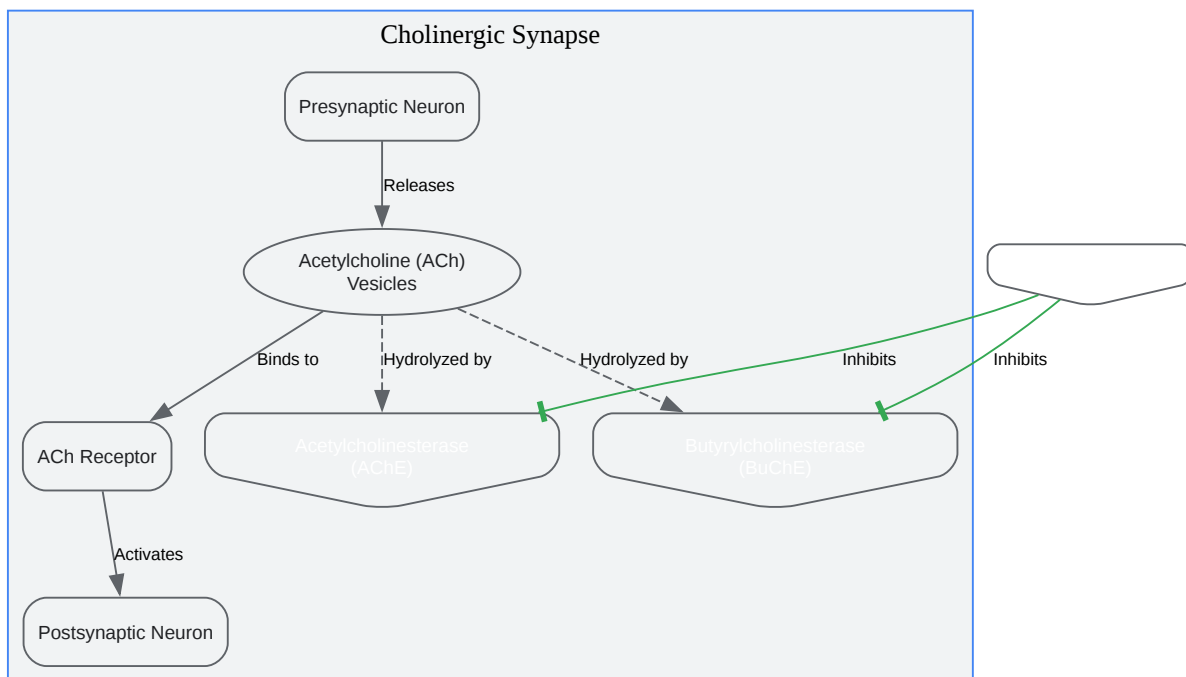 Cholinergic Synapse
Presynaptic Neuron
Releases
Acetylcholine (ACh)
Vesicles
Binds to
Hydrolyzed by
Hydrolyzed by
Inhibits
Inhibits
ACh Receptor
Acetylcholinesterase
(AChE)
Butyrylcholinesterase
(BuChE)
Activates
Postsynaptic Neuron